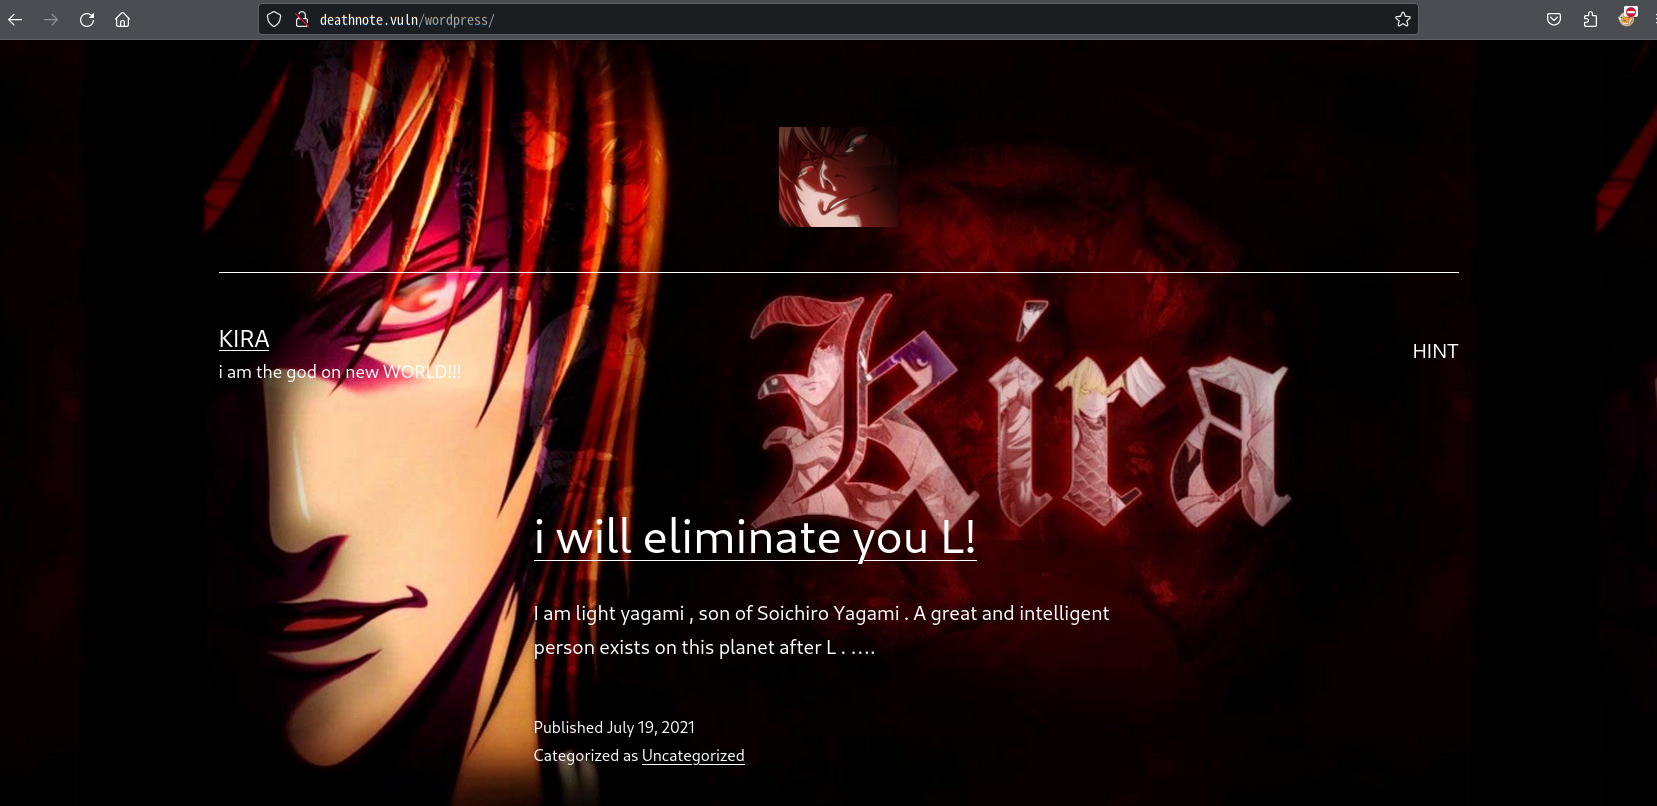 deathnote.vuln/wordpress/
KIRA
i am the god on new WORLD!!!
HINT
Kira
i will eliminate you L!
I am light yagami , son of Soichiro Yagami . A great and intelligent
person exists on this planet after L . ….
Published July 19, 2021
Categorized as Uncategorized